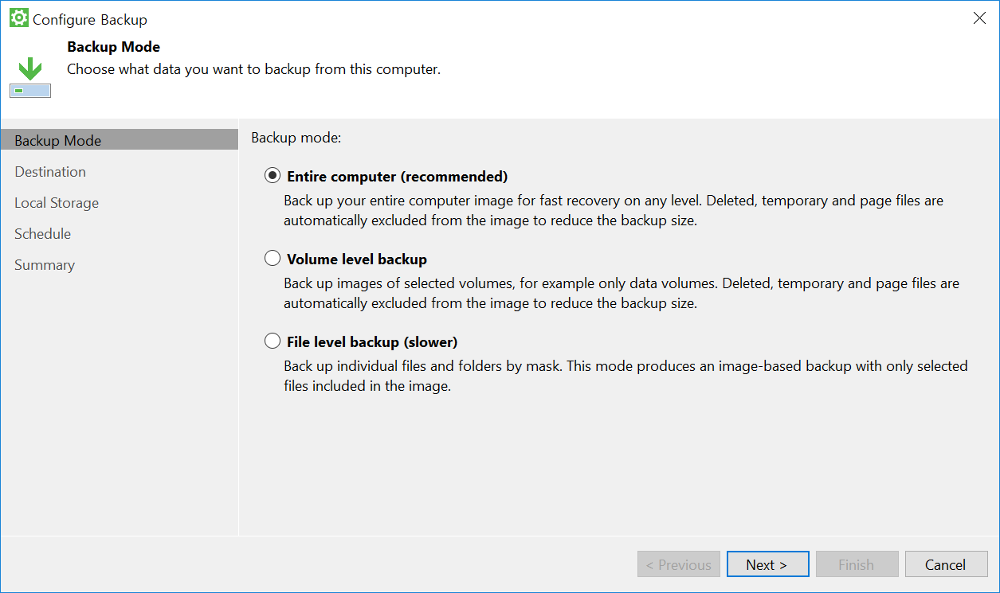 Configure Backup
Backup Mode
Choose what data you want to backup from this computer.
Backup Mode
Destination
Local Storage
Schedule
Summary
Backup mode:
Entire computer (recommended)
Back up your entire computer image for fast recovery on any level. Deleted, temporary and page files are
automatically excluded from the image to reduce the backup size.
Volume level backup
Back up images of selected volumes, for example only data volumes. Deleted, temporary and page files are
automatically excluded from the image to reduce the backup size.
File level backup (slower)
Back up individual files and folders by mask. This mode produces an image-based backup with only selected
files included in the image.
< Previous
Next >
Finish
Cancel